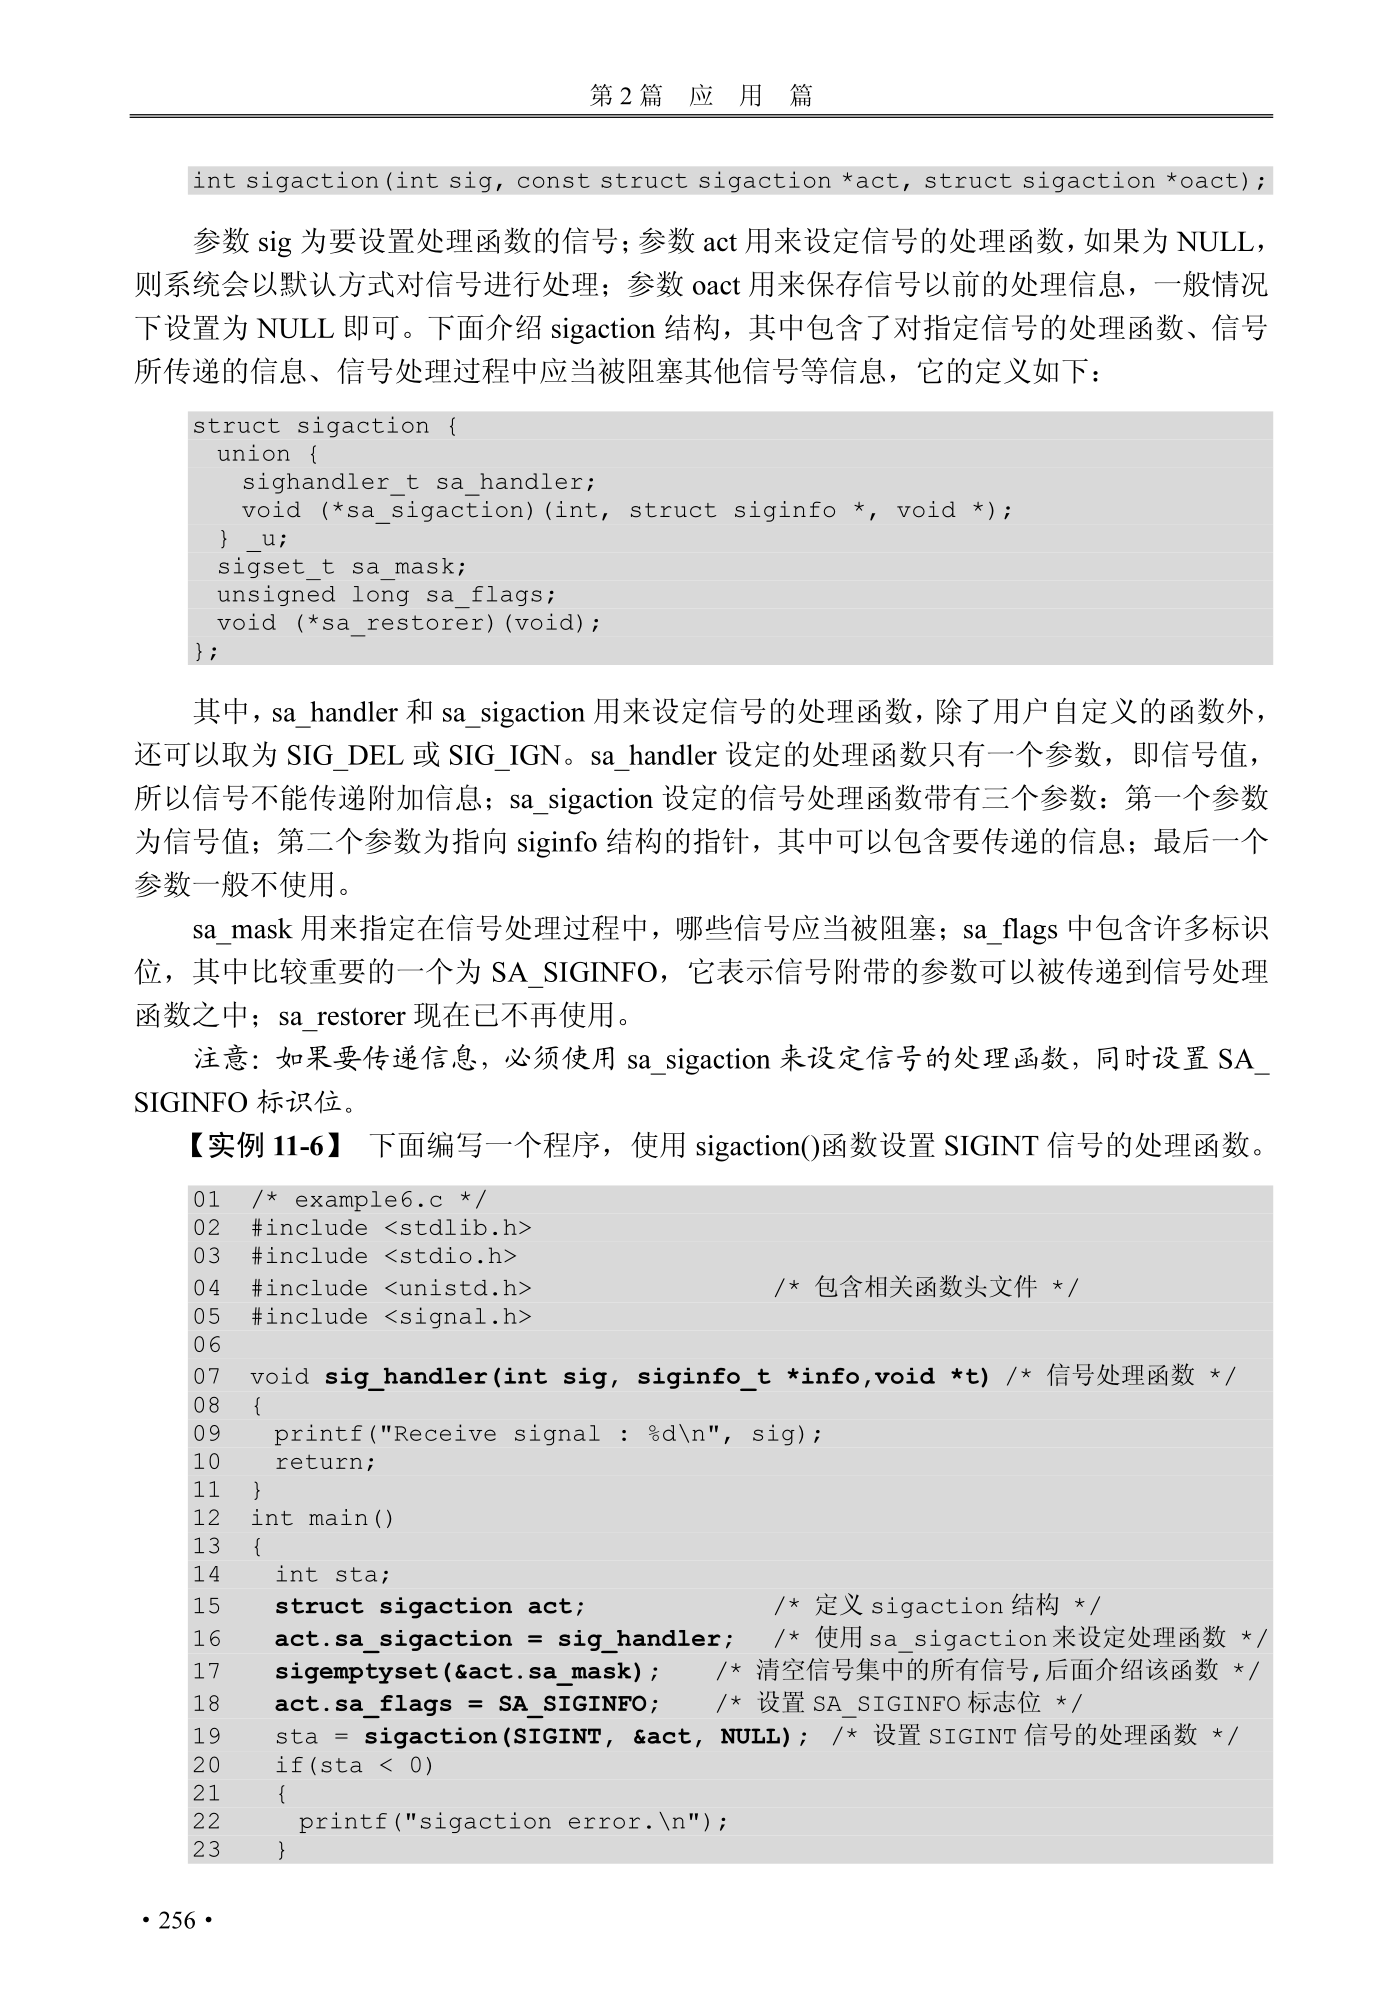 第 2 篇　应　用　篇
int sigaction(int sig, const struct sigaction *act, struct sigaction *oact);
参数 sig 为要设置处理函数的信号；参数 act 用来设定信号的处理函数，如果为 NULL，
则系统会以默认方式对信号进行处理；参数 oact 用来保存信号以前的处理信息，一般情况
下设置为 NULL 即可。下面介绍 sigaction 结构，其中包含了对指定信号的处理函数、信号
所传递的信息、信号处理过程中应当被阻塞其他信号等信息，它的定义如下：
struct sigaction {
  union {
    sighandler_t sa_handler;
    void (*sa_sigaction)(int, struct siginfo *, void *);
  } _u;
  sigset_t sa_mask;
  unsigned long sa_flags;
  void (*sa_restorer)(void);
};
其中，sa_handler 和 sa_sigaction 用来设定信号的处理函数，除了用户自定义的函数外，
还可以取为 SIG_DEL 或 SIG_IGN。sa_handler 设定的处理函数只有一个参数，即信号值，
所以信号不能传递附加信息；sa_sigaction 设定的信号处理函数带有三个参数：第一个参数
为信号值；第二个参数为指向 siginfo 结构的指针，其中可以包含要传递的信息；最后一个
参数一般不使用。
sa_mask 用来指定在信号处理过程中，哪些信号应当被阻塞；sa_flags 中包含许多标识
位，其中比较重要的一个为 SA_SIGINFO，它表示信号附带的参数可以被传递到信号处理
函数之中；sa_restorer 现在已不再使用。
注意：如果要传递信息，必须使用 sa_sigaction 来设定信号的处理函数，同时设置 SA_
SIGINFO 标识位。
【实例 11-6】　下面编写一个程序，使用 sigaction()函数设置 SIGINT 信号的处理函数。
01  /* example6.c */
02  #include <stdlib.h>
03  #include <stdio.h>
04  #include <unistd.h>                /* 包含相关函数头文件 */
05  #include <signal.h>
06
07  void sig_handler(int sig, siginfo_t *info,void *t) /* 信号处理函数 */
08  {
09    printf("Receive signal : %d\n", sig);
10    return;
11  }
12  int main()
13  {
14    int sta;
15    struct sigaction act;            /* 定义 sigaction 结构 */
16    act.sa_sigaction = sig_handler;  /* 使用 sa_sigaction 来设定处理函数 */
17    sigemptyset(&act.sa_mask);   /* 清空信号集中的所有信号,后面介绍该函数 */
18    act.sa_flags = SA_SIGINFO;   /* 设置 SA_SIGINFO 标志位 */
19    sta = sigaction(SIGINT, &act, NULL); /* 设置 SIGINT 信号的处理函数 */
20    if(sta < 0)
21    {
22      printf("sigaction error.\n");
23    }
· 256 ·